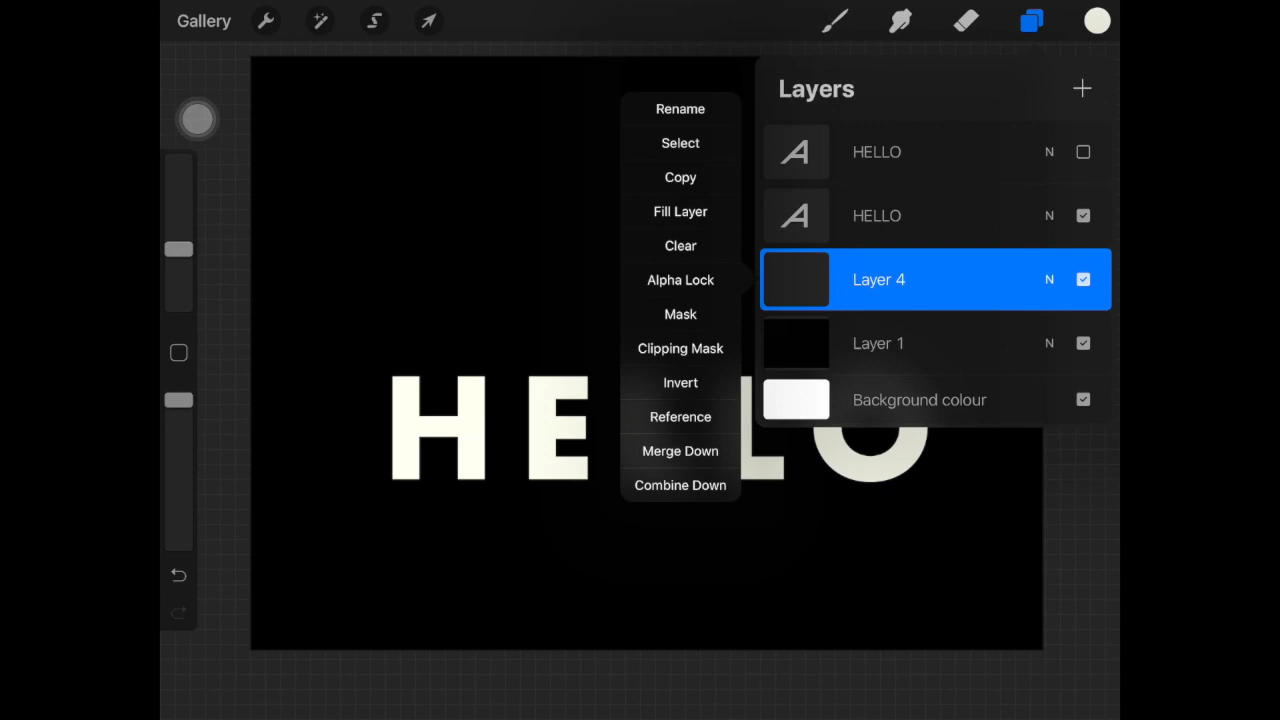 Gallery
Layers
HELLO N
HELLO N
Layer 4 N
Layer 1 N
Background colour
Rename
Select
Copy
Fill Layer
Clear
Alpha Lock
Mask
Clipping Mask
Invert
Reference
Merge Down
Combine Down
HELLO